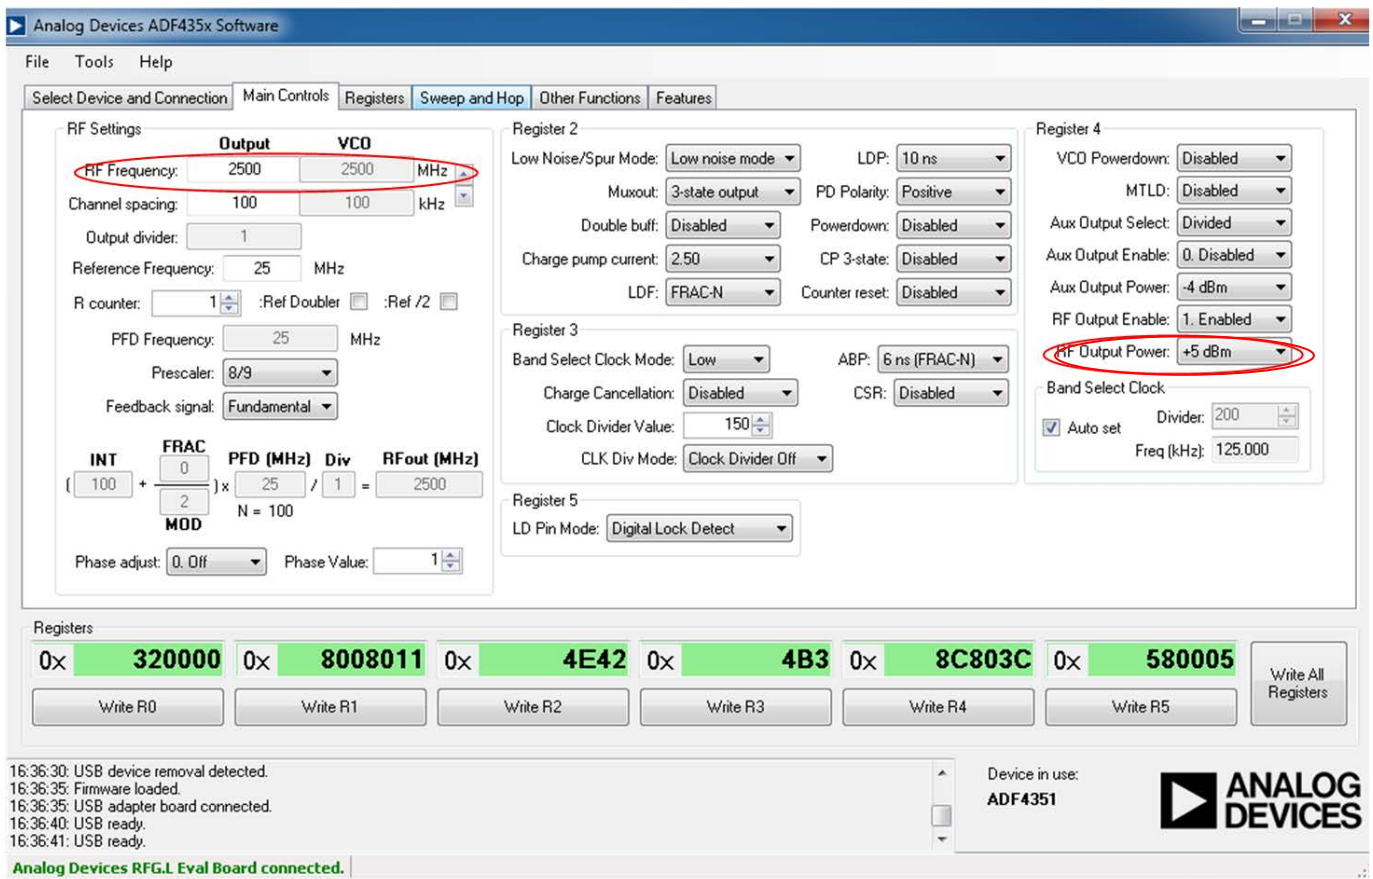 Analog Devices ADF435x Software
File Tools Help
Select Device and Connection Main Controls Registers Sweep and Hop Other Functions Features
RF Settings
Output VCO
RF Frequency: 2500 2500 MHz
Channel spacing: 100 100 kHz
Output divider: 1
Reference Frequency: 25 MHz
R counter: 1 :Ref Doubler :Ref /2
PFD Frequency: 25 MHz
Prescaler: 8/9
Feedback signal: Fundamental
INT FRAC PFD (MHz) Div RFout (MHz)
( 100 + 0 ) x 25 / 1 = 2500
2
MOD
N = 100
Phase adjust: 0. Off Phase Value: 1
Register 2
Low Noise/Spur Mode: Low noise mode LDP: 10 ns
Muxout: 3-state output PD Polarity: Positive
Double buff: Disabled Powerdown: Disabled
Charge pump current: 2.50 CP 3-state: Disabled
LDF: FRAC-N Counter reset: Disabled
Register 3
Band Select Clock Mode: Low ABP: 6 ns (FRAC-N)
Charge Cancellation: Disabled CSR: Disabled
Clock Divider Value: 150
CLK Div Mode: Clock Divider Off
Register 5
LD Pin Mode: Digital Lock Detect
Register 4
VCO Powerdown: Disabled
MTLD: Disabled
Aux Output Select: Divided
Aux Output Enable: 0. Disabled
Aux Output Power: -4 dBm
RF Output Enable: 1. Enabled
RF Output Power: +5 dBm
Band Select Clock
Auto set Divider: 200
Freq (kHz): 125.000
Registers
0x 320000 0x 8008011 0x 4E42 0x 4B3 0x 8C803C 0x 580005
Write R0 Write R1 Write R2 Write R3 Write R4 Write R5 Write All
Registers
16:36:30: USB device removal detected.
16:36:35: Firmware loaded.
16:36:35: USB adapter board connected.
16:36:40: USB ready.
16:36:41: USB ready.
Device in use:
ADF4351
ANALOG
DEVICES
Analog Devices RFG.L Eval Board connected.